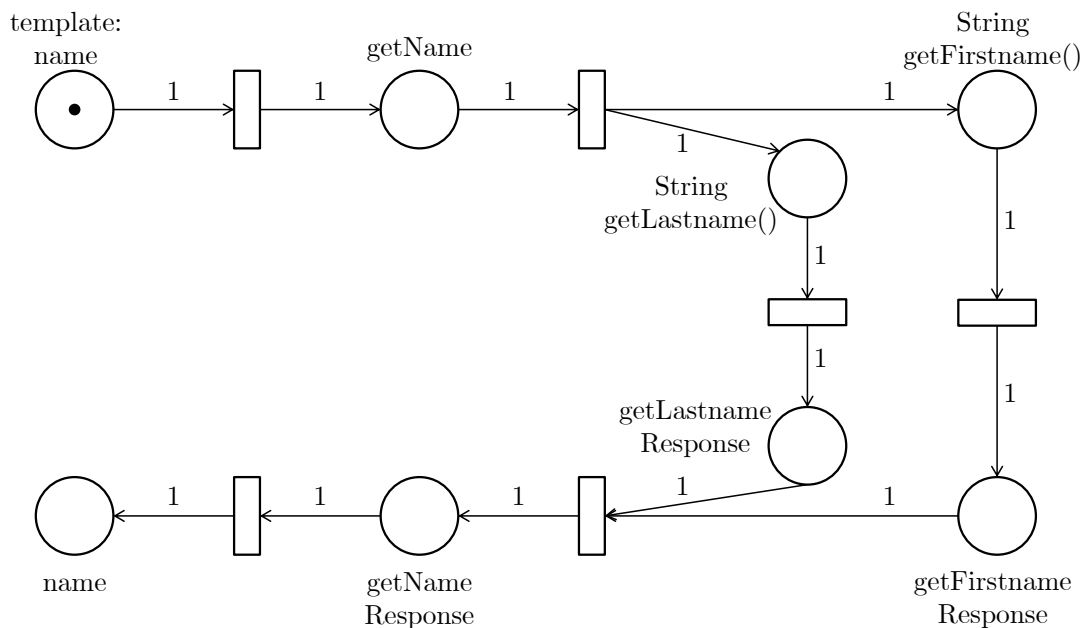 template:
name
getName
String
getFirstname()
1
1
1
1
1
String
getLastname()
1
1
1
1
getLastname
Response
1
1
1
1
1
name
getName
Response
getFirstname
Response